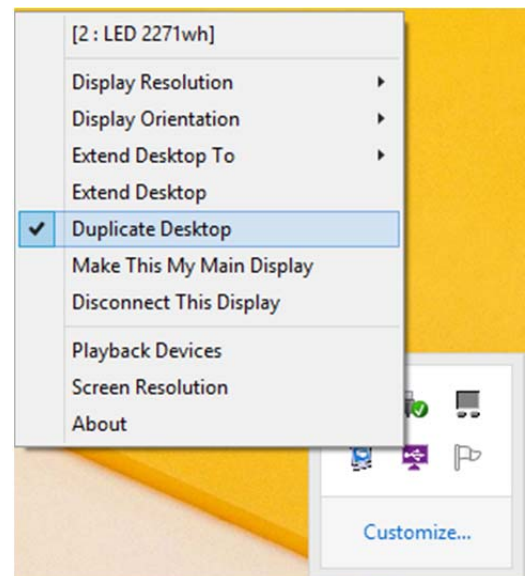 [2 : LED 2271wh]
Display Resolution
Display Orientation
Extend Desktop To
Extend Desktop
Duplicate Desktop
Make This My Main Display
Disconnect This Display
Playback Devices
Screen Resolution
About
Customize...